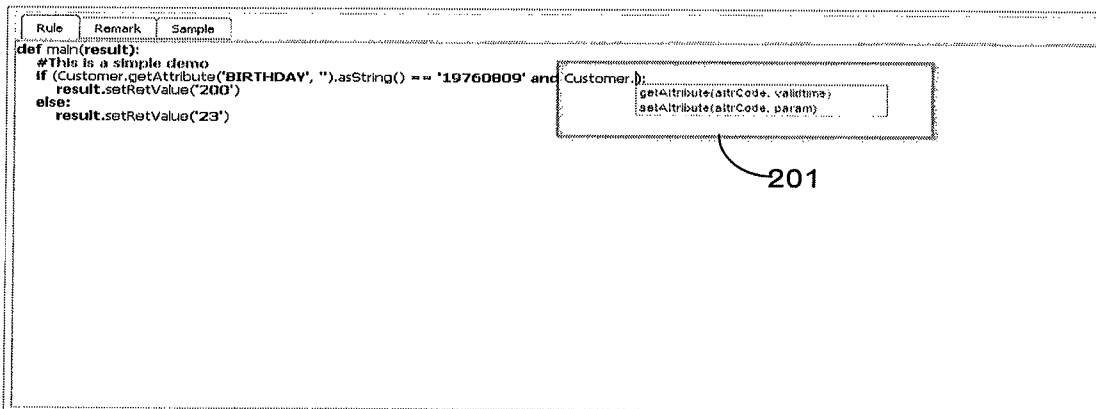 Rule Remark Sample
def main(result):
#This is a simple demo
if (Customer.getAttribute('BIRTHDAY', '').asString() == '19760809' and Customer.):
getAttribute(attrCode, validtime)
setAttribute(attrCode, param)
result.setRetValue('200')
else:
result.setRetValue('23')
201